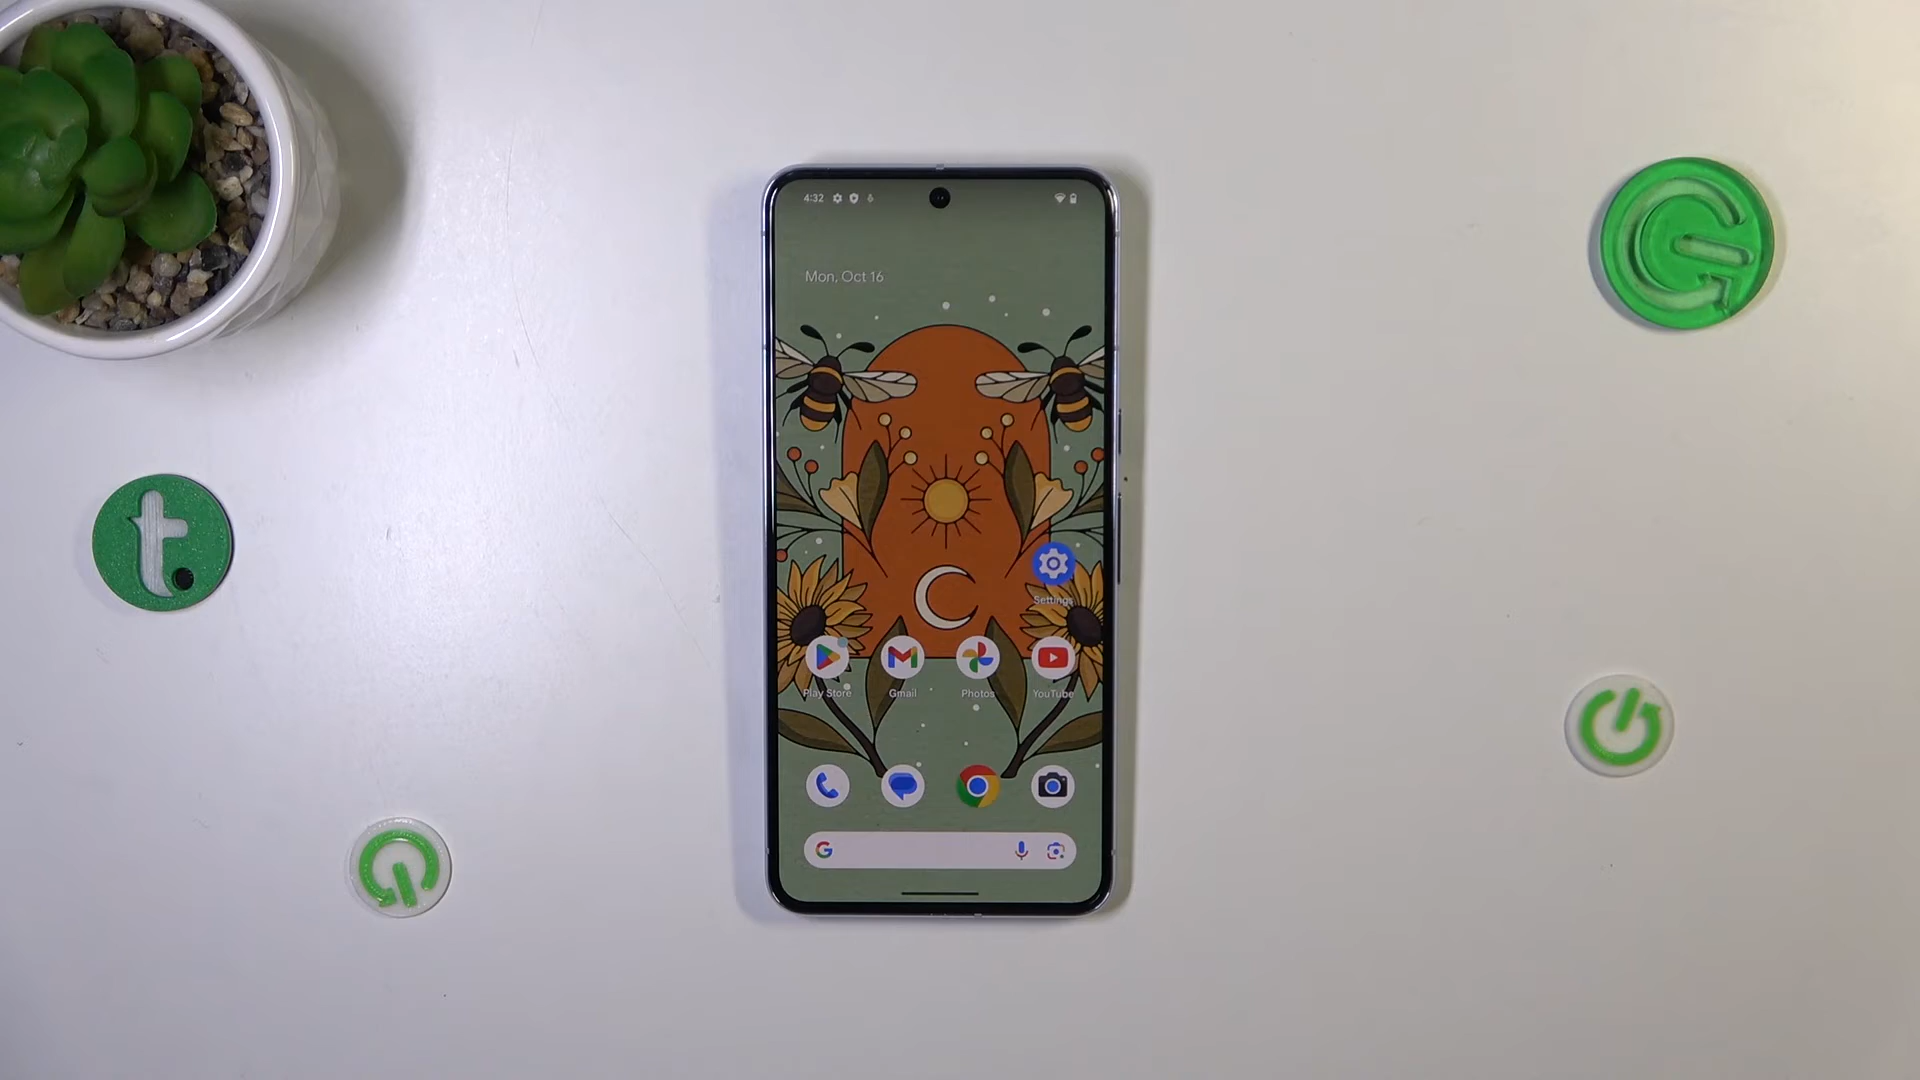 4:32
Mon, Oct 16
Settings
Play Store
Gmail
Photos
YouTube
G
t.